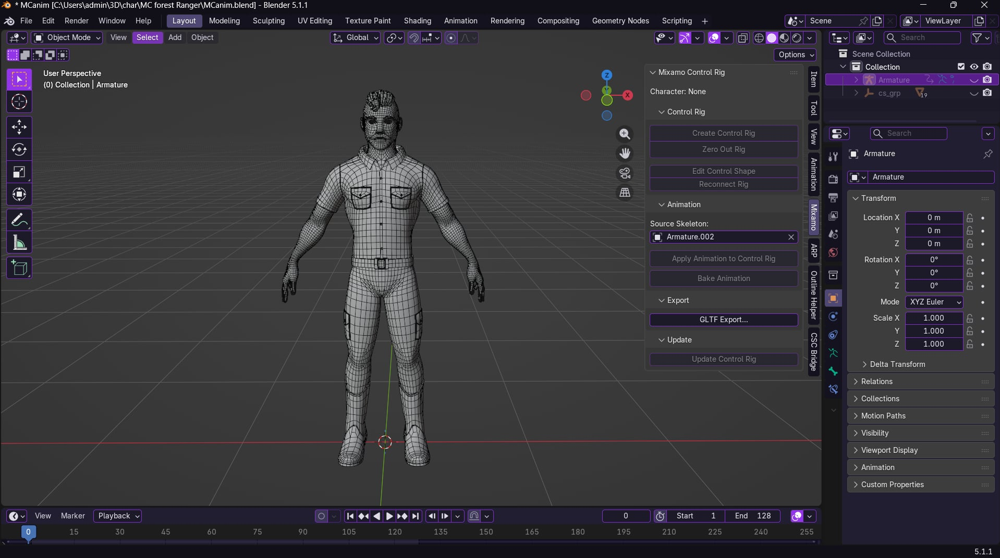 * MCanim [C:\Users\admin\3D\char\MC forest Ranger\MCanim.blend] - Blender 5.1.1
File Edit Render Window Help Layout Modeling Sculpting UV Editing Texture Paint Shading Animation Rendering Compositing Geometry Nodes Scripting + Scene ViewLayer
Object Mode View Select Add Object Global Search
Options
User Perspective
(0) Collection | Armature
Z
Y
X
Mixamo Control Rig
Character: None
Control Rig
Create Control Rig
Zero Out Rig
Edit Control Shape
Reconnect Rig
Animation
Source Skeleton:
Armature.002
Apply Animation to Control Rig
Bake Animation
Export
GLTF Export...
Update
Update Control Rig
Item
Tool
View
Animation
Mixamo
ARP
Outline Helper
CSC Bridge
Scene Collection
Collection
Armature
cs_grp 19
Search
Armature
Armature
Transform
Location X 0 m
Y 0 m
Z 0 m
Rotation X 0°
Y 0°
Z 0°
Mode XYZ Euler
Scale X 1.000
Y 1.000
Z 1.000
Delta Transform
Relations
Collections
Motion Paths
Visibility
Viewport Display
Animation
Custom Properties
View Marker Playback 0 Start 1 End 128
0 15 30 45 60 75 90 105 120 135 150 165 180 195 210 225 240 255
5.1.1